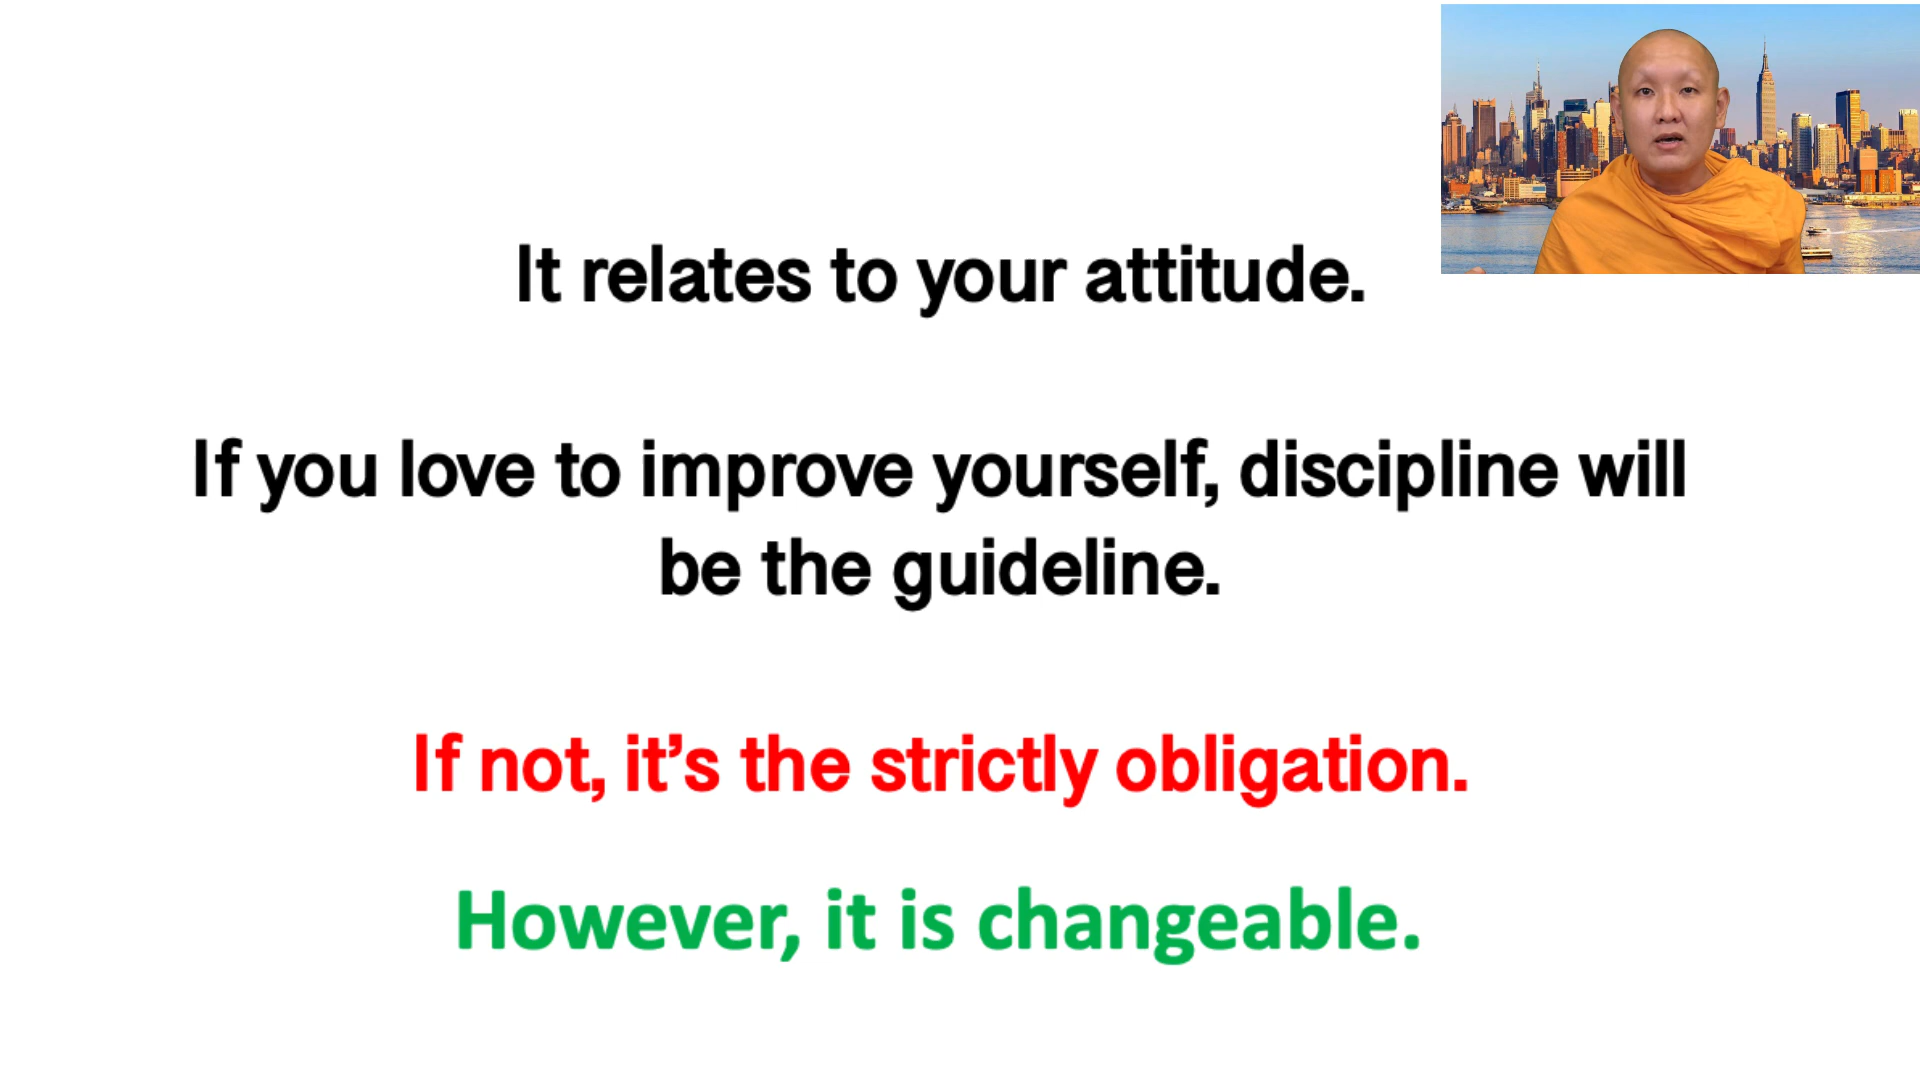 It relates to your attitude.
If you love to improve yourself, discipline will
be the guideline.
If not, it’s the strictly obligation.
However, it is changeable.